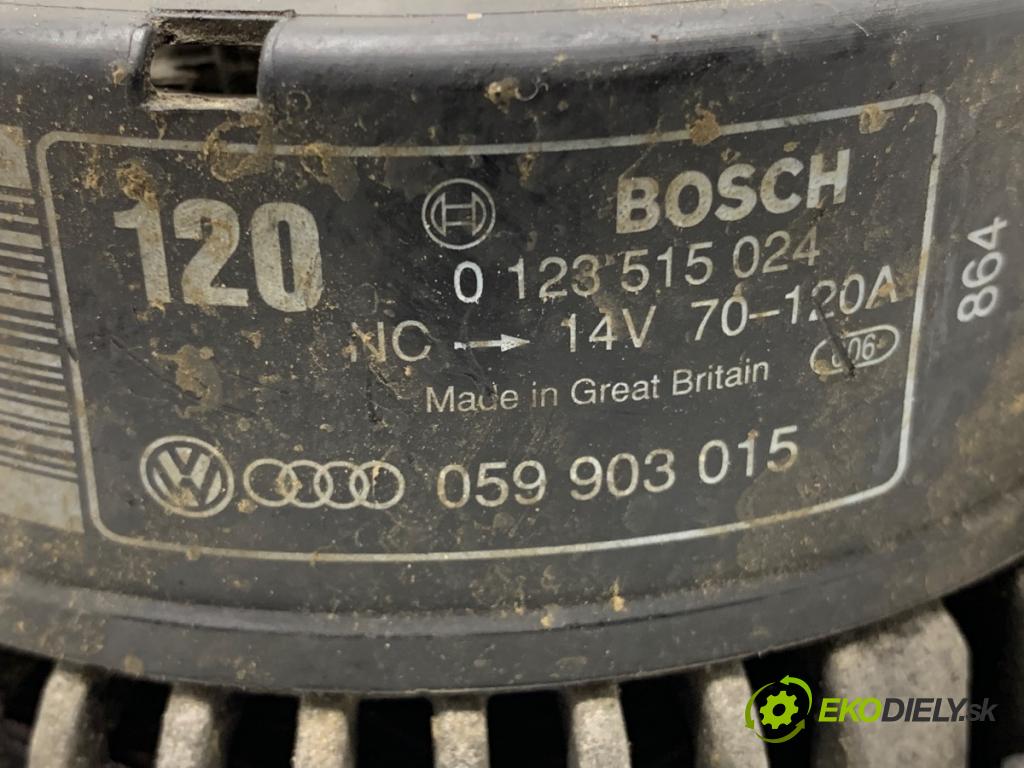 120
BOSCH
0 123 515 024
NC → 14V 70–120A
Made in Great Britain
059 903 015
864
EKODIELY.sk